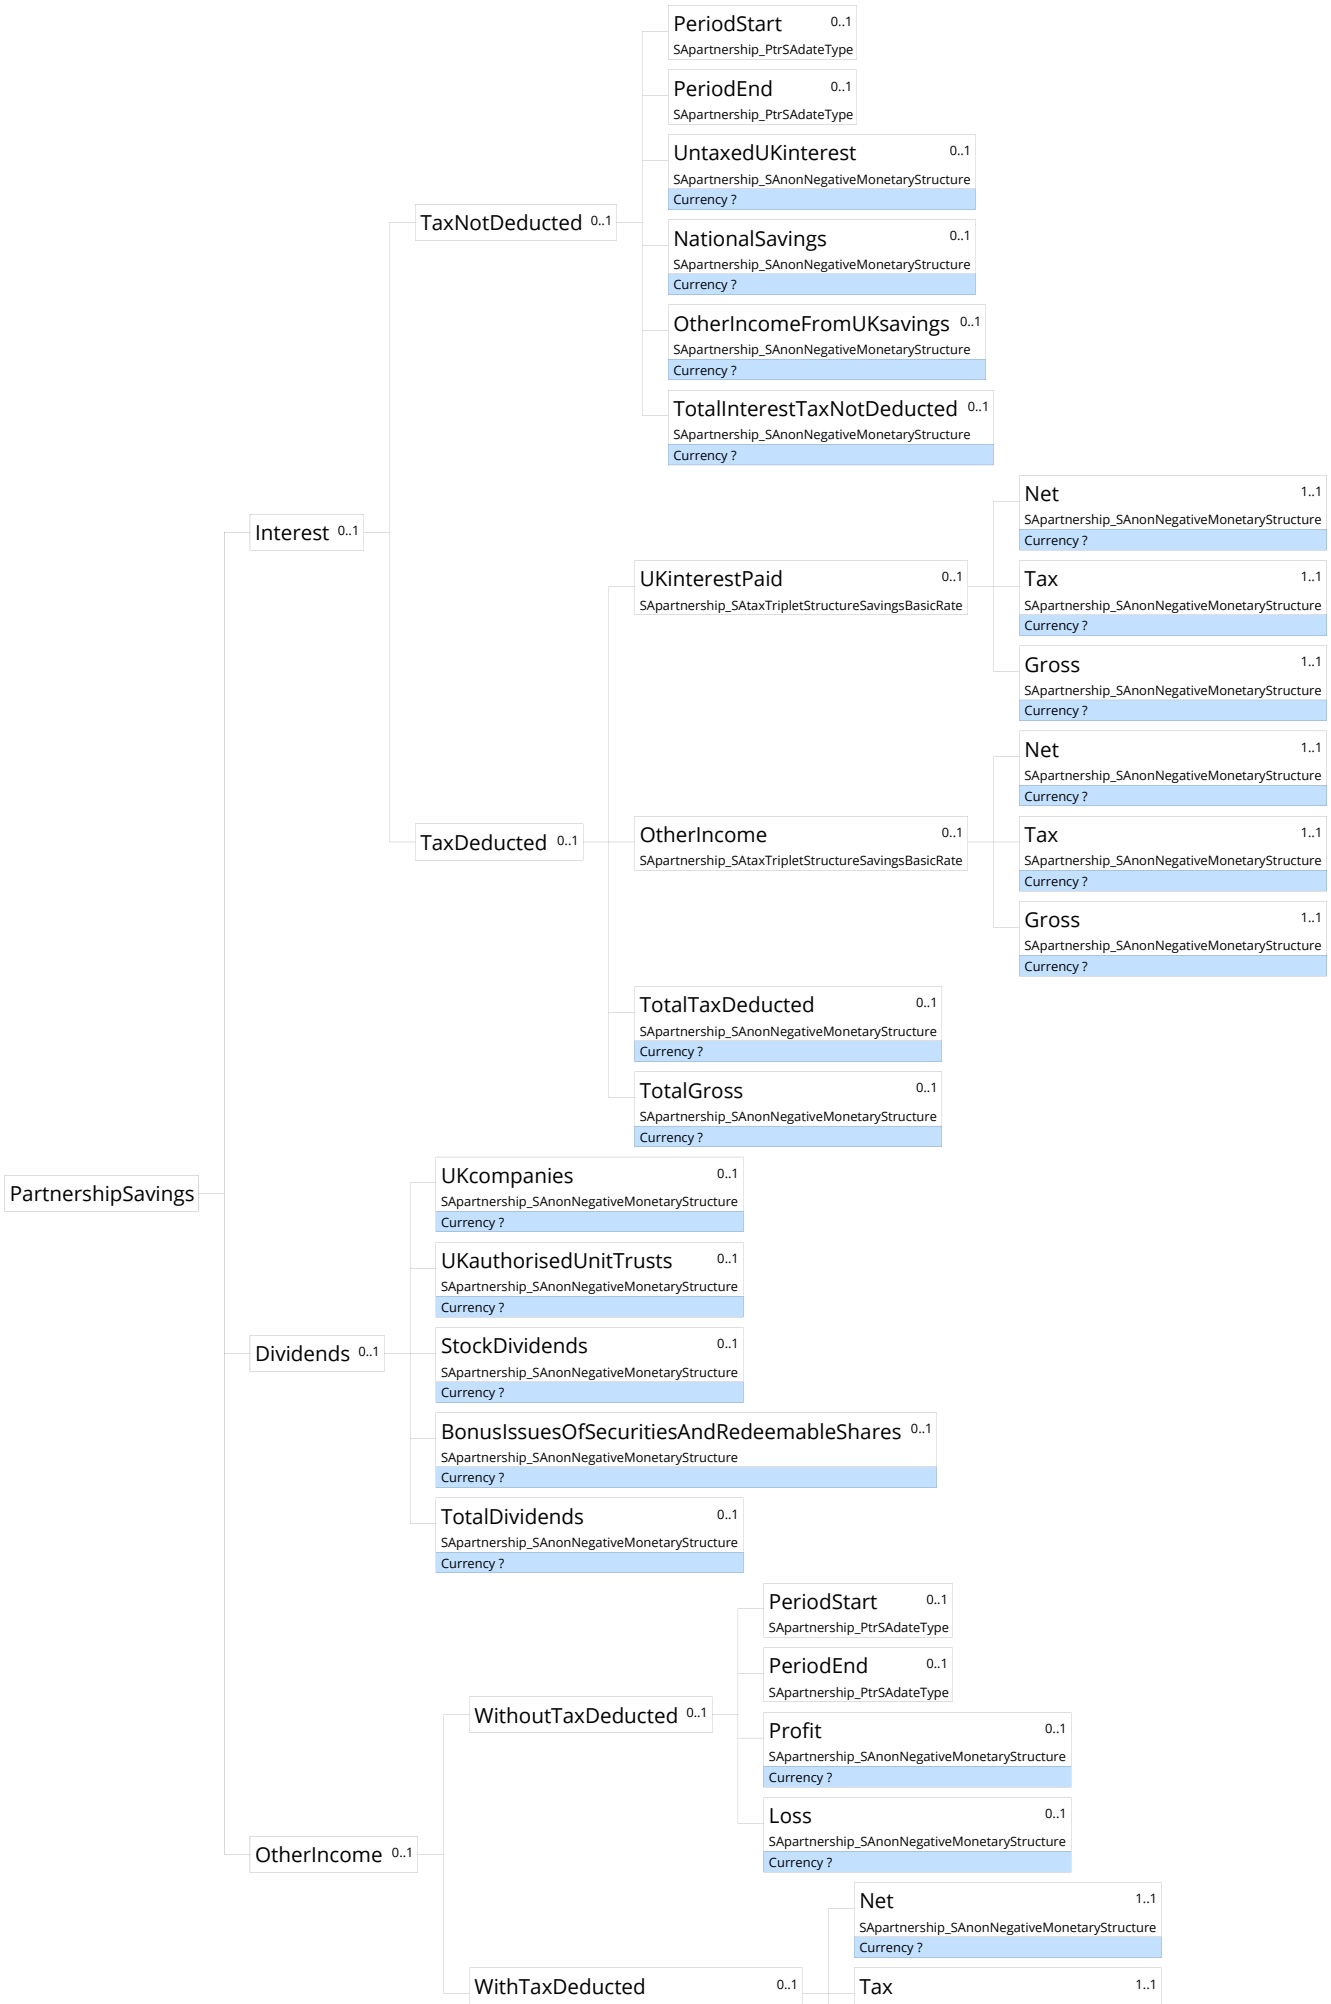 PeriodStart 0..1
SApartnership_PtrSAdateType
PeriodEnd 0..1
SApartnership_PtrSAdateType
UntaxedUKinterest 0..1
SApartnership_SAnonNegativeMonetaryStructure
Currency ?
TaxNotDeducted 0..1
NationalSavings 0..1
SApartnership_SAnonNegativeMonetaryStructure
Currency ?
OtherIncomeFromUKsavings 0..1
SApartnership_SAnonNegativeMonetaryStructure
Currency ?
TotalInterestTaxNotDeducted 0..1
SApartnership_SAnonNegativeMonetaryStructure
Currency ?
Interest 0..1
Net 1..1
SApartnership_SAnonNegativeMonetaryStructure
Currency ?
UKinterestPaid 0..1
SApartnership_SAtaxTripletStructureSavingsBasicRate
Tax 1..1
SApartnership_SAnonNegativeMonetaryStructure
Currency ?
Gross 1..1
SApartnership_SAnonNegativeMonetaryStructure
Currency ?
Net 1..1
SApartnership_SAnonNegativeMonetaryStructure
Currency ?
TaxDeducted 0..1
OtherIncome 0..1
SApartnership_SAtaxTripletStructureSavingsBasicRate
Tax 1..1
SApartnership_SAnonNegativeMonetaryStructure
Currency ?
Gross 1..1
SApartnership_SAnonNegativeMonetaryStructure
Currency ?
TotalTaxDeducted 0..1
SApartnership_SAnonNegativeMonetaryStructure
Currency ?
TotalGross 0..1
SApartnership_SAnonNegativeMonetaryStructure
Currency ?
PartnershipSavings
UKcompanies 0..1
SApartnership_SAnonNegativeMonetaryStructure
Currency ?
UKauthorisedUnitTrusts 0..1
SApartnership_SAnonNegativeMonetaryStructure
Currency ?
Dividends 0..1
StockDividends 0..1
SApartnership_SAnonNegativeMonetaryStructure
Currency ?
BonusIssuesOfSecuritiesAndRedeemableShares 0..1
SApartnership_SAnonNegativeMonetaryStructure
Currency ?
TotalDividends 0..1
SApartnership_SAnonNegativeMonetaryStructure
Currency ?
PeriodStart 0..1
SApartnership_PtrSAdateType
PeriodEnd 0..1
SApartnership_PtrSAdateType
WithoutTaxDeducted 0..1
Profit 0..1
SApartnership_SAnonNegativeMonetaryStructure
Currency ?
Loss 0..1
SApartnership_SAnonNegativeMonetaryStructure
Currency ?
OtherIncome 0..1
Net 1..1
SApartnership_SAnonNegativeMonetaryStructure
Currency ?
WithTaxDeducted 0..1
Tax 1..1